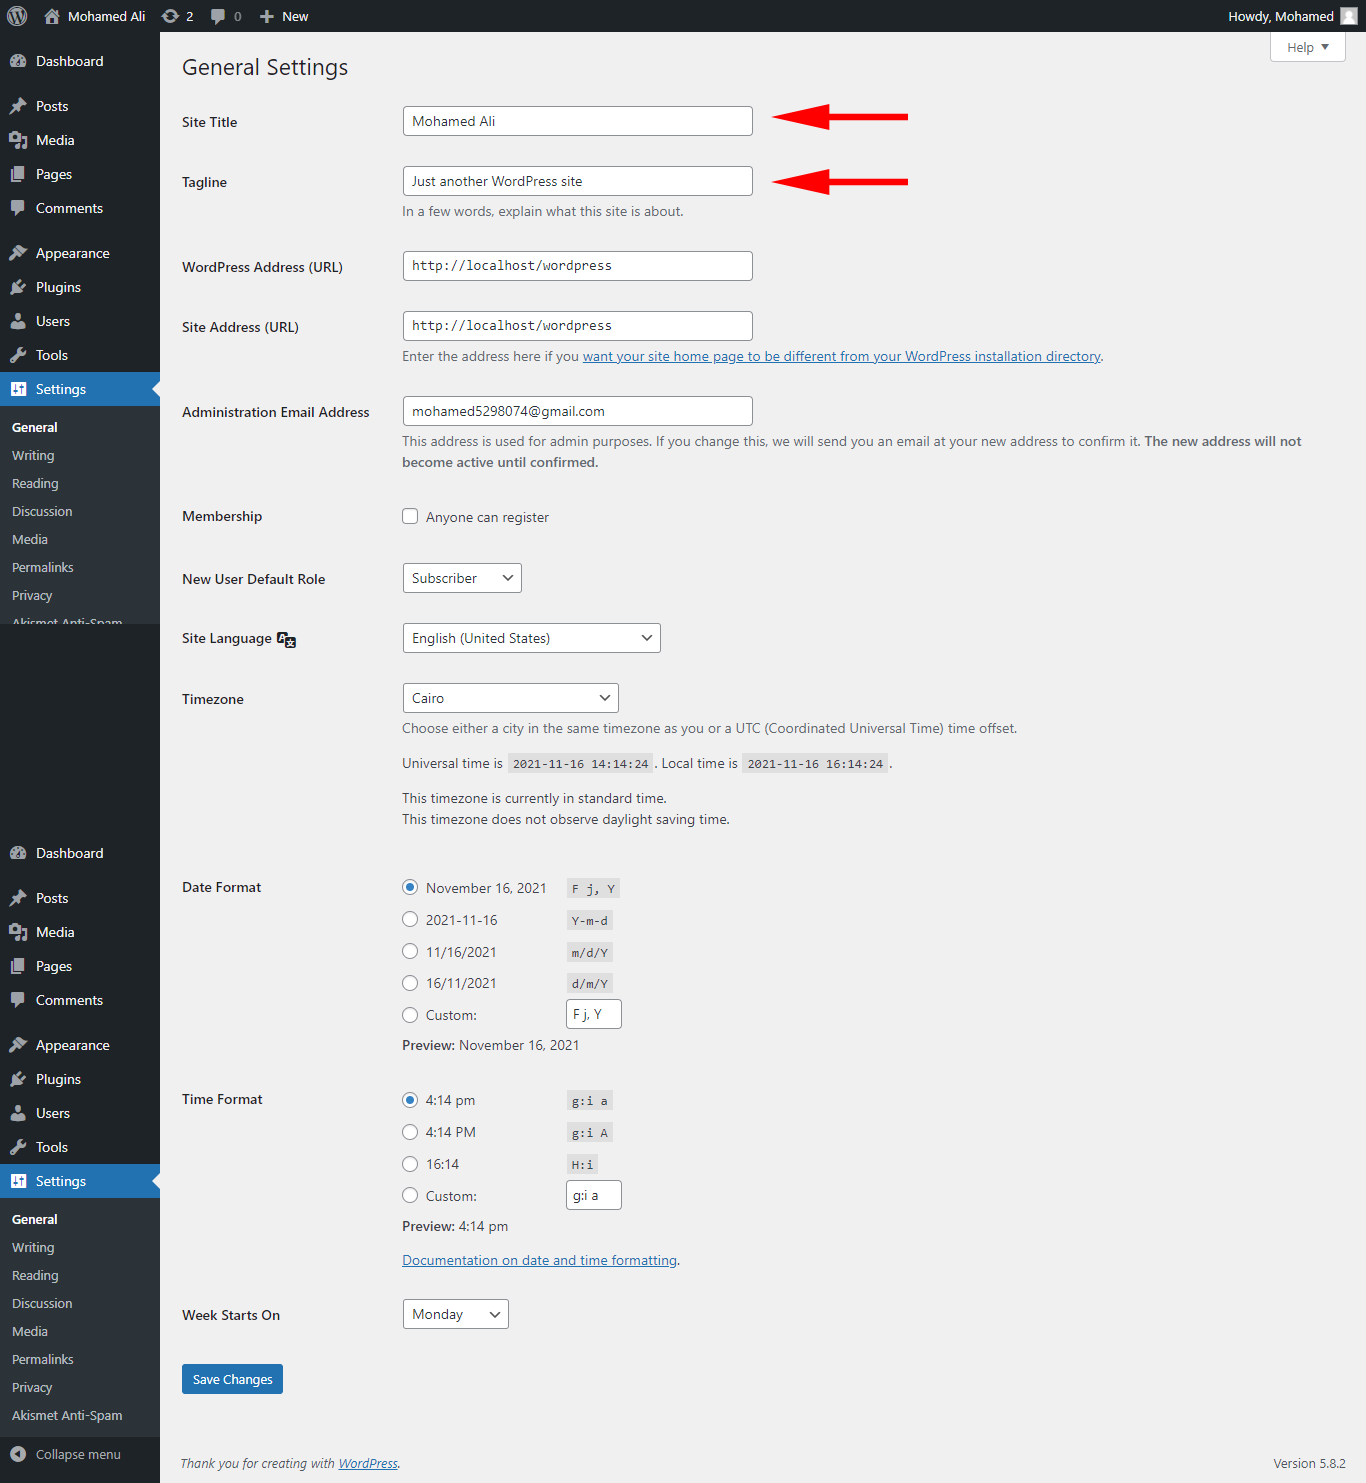 Mohamed Ali 2 0 New Howdy, Mohamed
Help
Dashboard
Posts
Media
Pages
Comments
Appearance
Plugins
Users
Tools
Settings
General
Writing
Reading
Discussion
Media
Permalinks
Privacy
Akismet Anti-Spam
Dashboard
Posts
Media
Pages
Comments
Appearance
Plugins
Users
Tools
Settings
General
Writing
Reading
Discussion
Media
Permalinks
Privacy
Akismet Anti-Spam
Collapse menu
General Settings
Site Title Mohamed Ali
Tagline Just another WordPress site
In a few words, explain what this site is about.
WordPress Address (URL) http://localhost/wordpress
Site Address (URL) http://localhost/wordpress
Enter the address here if you want your site home page to be different from your WordPress installation directory.
Administration Email Address mohamed5298074@gmail.com
This address is used for admin purposes. If you change this, we will send you an email at your new address to confirm it. The new address will not
become active until confirmed.
Membership Anyone can register
New User Default Role Subscriber
Site Language English (United States)
Timezone Cairo
Choose either a city in the same timezone as you or a UTC (Coordinated Universal Time) time offset.
Universal time is 2021-11-16 14:14:24 . Local time is 2021-11-16 16:14:24 .
This timezone is currently in standard time.
This timezone does not observe daylight saving time.
Date Format November 16, 2021 F j, Y
2021-11-16 Y-m-d
11/16/2021 m/d/Y
16/11/2021 d/m/Y
Custom: F j, Y
Preview: November 16, 2021
Time Format 4:14 pm g:i a
4:14 PM g:i A
16:14 H:i
Custom: g:i a
Preview: 4:14 pm
Documentation on date and time formatting.
Week Starts On Monday
Save Changes
Thank you for creating with WordPress. Version 5.8.2